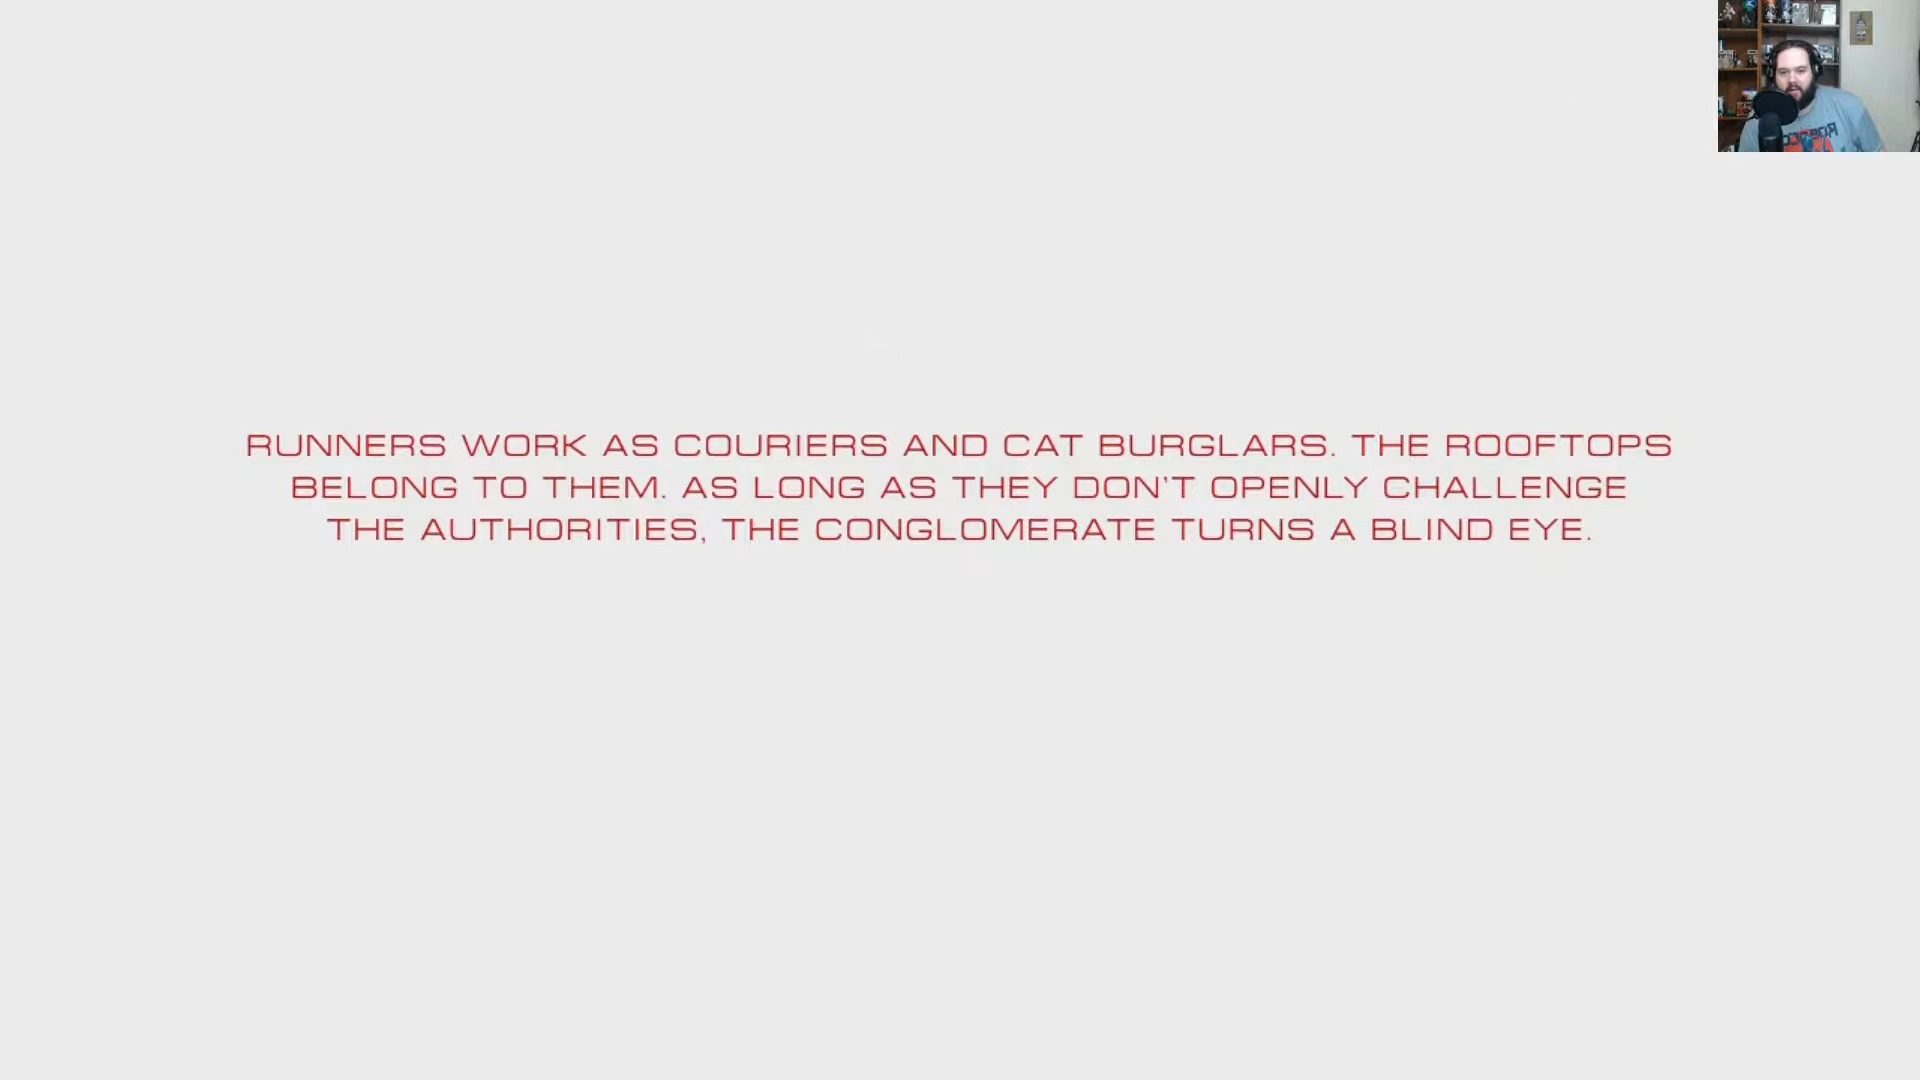 RUNNERS WORK AS COURIERS AND CAT BURGLARS. THE ROOFTOPS
BELONG TO THEM. AS LONG AS THEY DON'T OPENLY CHALLENGE
THE AUTHORITIES, THE CONGLOMERATE TURNS A BLIND EYE.